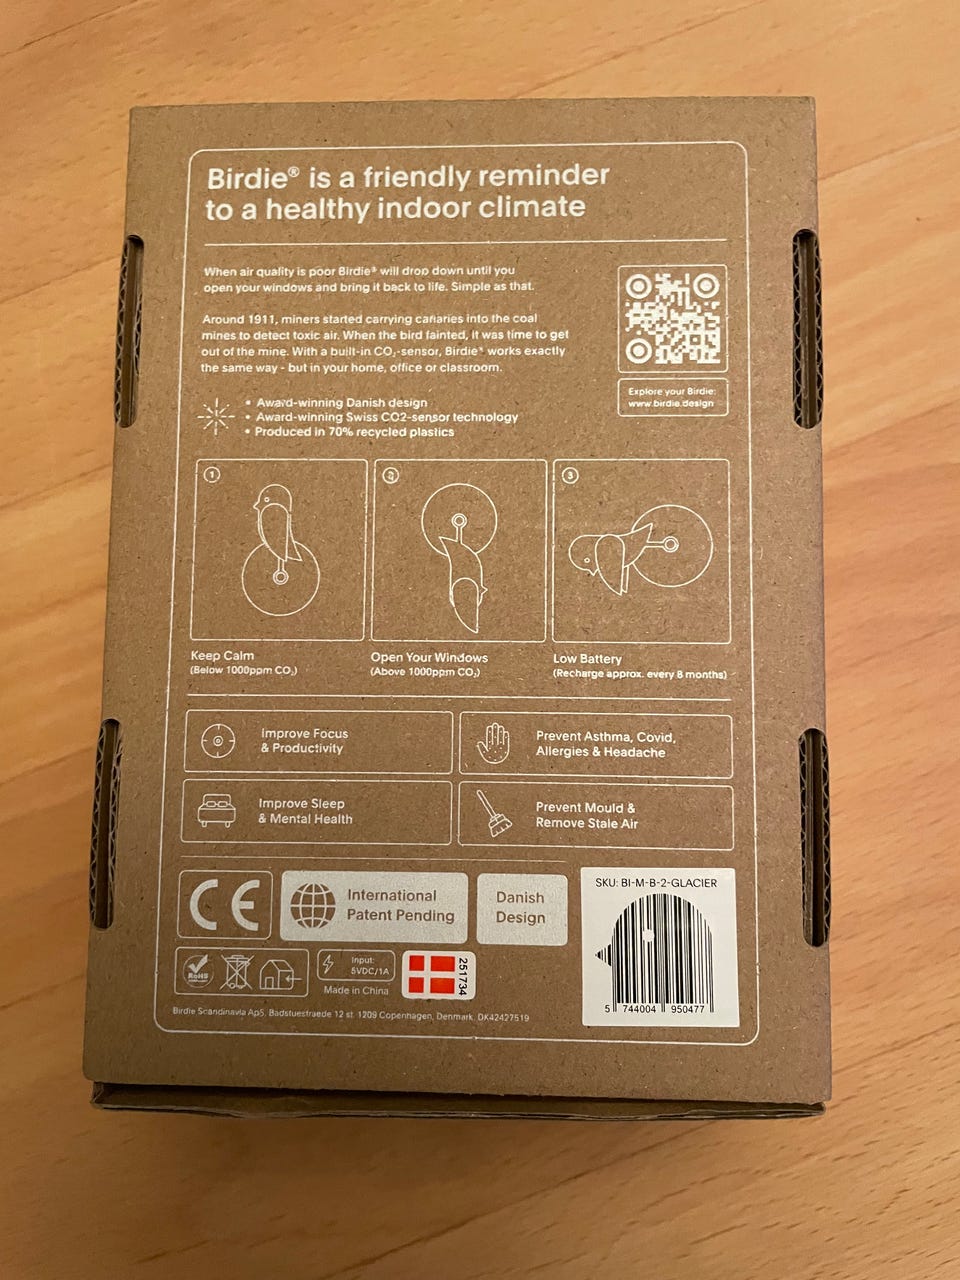 Birdie® is a friendly reminder
to a healthy indoor climate
When air quality is poor Birdie® will drop down until you
open your windows and bring it back to life. Simple as that.
Around 1911, miners started carrying canaries into the coal
mines to detect toxic air. When the bird fainted, it was time to get
out of the mine. With a built-in CO₂-sensor, Birdie® works exactly
the same way - but in your home, office or classroom.
• Award-winning Danish design
• Award-winning Swiss CO2-sensor technology
• Produced in 70% recycled plastics
Explore your Birdie:
www.birdie.design
1
2
3
Keep Calm
(Below 1000ppm CO₂)
Open Your Windows
(Above 1000ppm CO₂)
Low Battery
(Recharge approx. every 8 months)
Improve Focus
& Productivity
Prevent Asthma, Covid,
Allergies & Headache
Improve Sleep
& Mental Health
Prevent Mould &
Remove Stale Air
CE
International
Patent Pending
Danish
Design
SKU: BI-M-B-2-GLACIER
5 744004 950477
RoHS
Input:
5VDC/1A
Made in China
251734
Birdie Scandinavia ApS. Badstuestraede 12 st. 1209 Copenhagen, Denmark. DK42427519